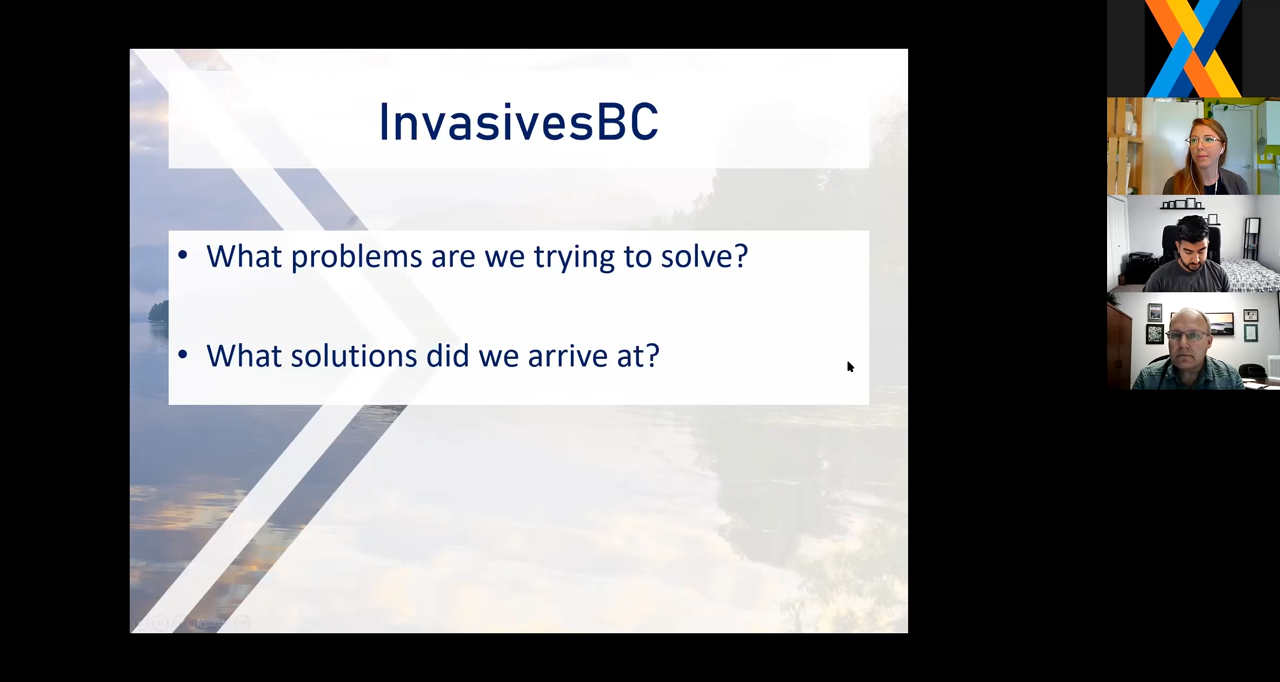 InvasivesBC
• What problems are we trying to solve?
• What solutions did we arrive at?